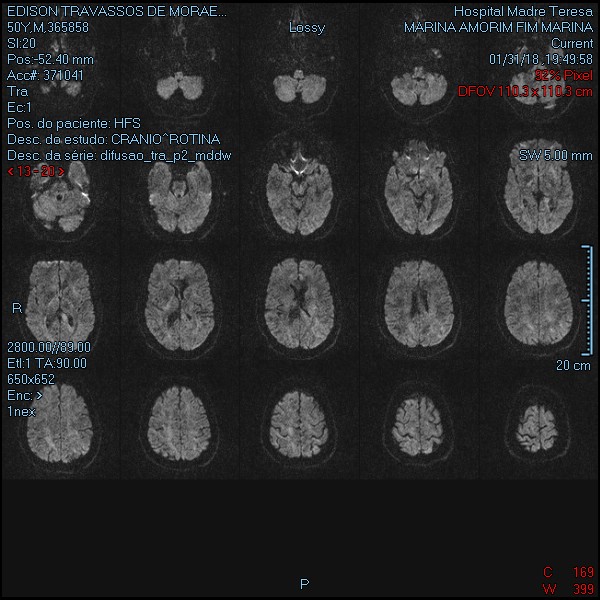 EDISON TRAVASSOS DE MORAE...
50Y,M,365858
Sl:20
Pos:-52.40 mm
Acc#: 371041
Tra
Ec:1
Pos. do paciente: HFS
Desc. do estudo: CRANIO^ROTINA
Desc. da série: difusao_tra_p2_mddw
< 13 - 20 >
Lossy
Hospital Madre Teresa
MARINA AMORIM FIM MARINA
Current
01/31/18 ,19:49:58
92% Pixel
DFOV 110.3 x 110.3 cm
SW 5.00 mm
R
20 cm
2800.00//89.00
Etl:1 TA:90.00
650x652
Enc: >
1nex
P
C 169
W 399